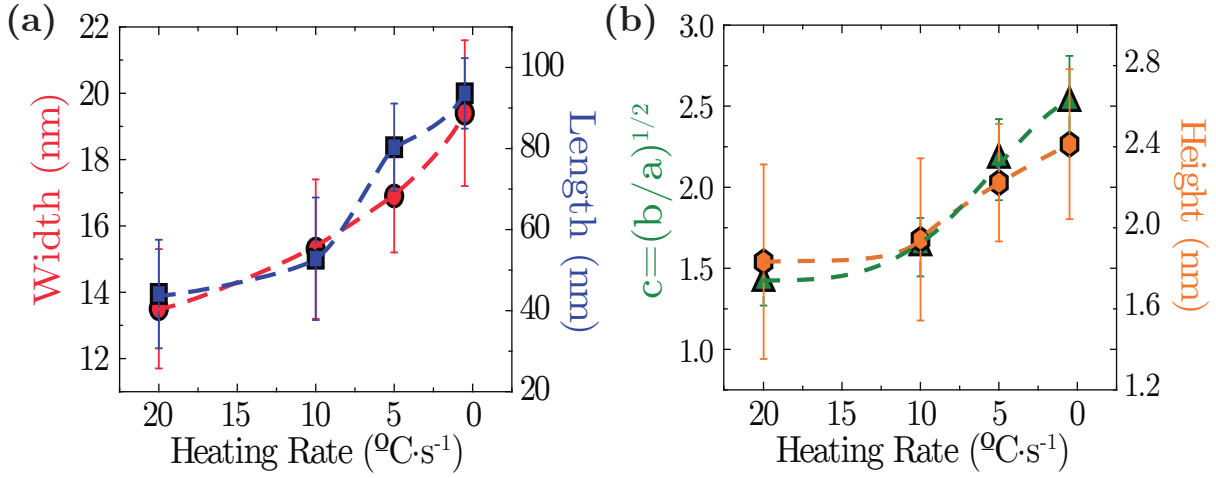 (a)
22
20
18
16
14
12
Width (nm)
100
80
60
40
20
Length (nm)
20 15 10 5 0
Heating Rate (ºC·s-1)
(b)
3.0
2.5
2.0
1.5
1.0
c=(b/a)1/2
2.8
2.4
2.0
1.6
1.2
Height (nm)
20 15 10 5 0
Heating Rate (ºC·s-1)